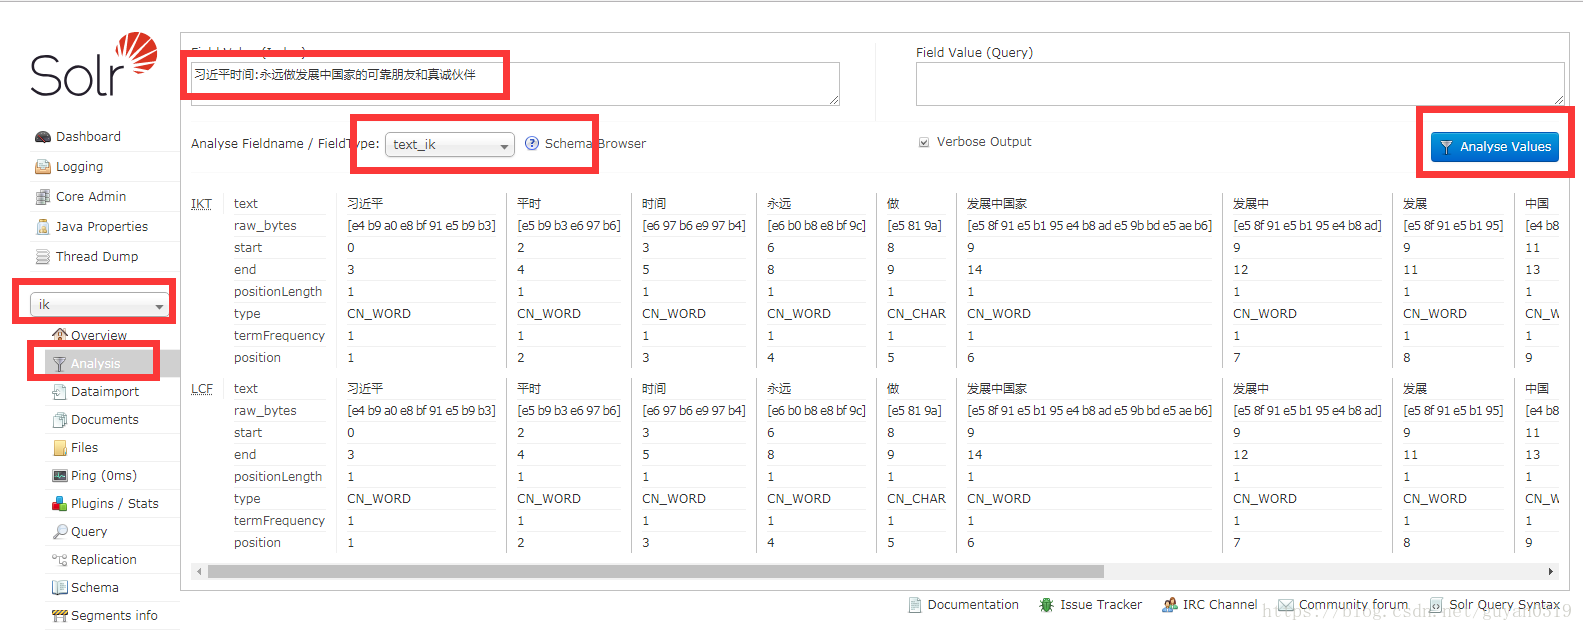 Solr
Dashboard
Logging
Core Admin
Java Properties
Thread Dump
ik
Overview
Analysis
Dataimport
Documents
Files
Ping (0ms)
Plugins / Stats
Query
Replication
Schema
Segments info
Field Value (Query)
习近平时间:永远做发展中国家的可靠朋友和真诚伙伴
Analyse Fieldname / FieldType: text_ik Schema Browser
Verbose Output
Analyse Values
IKT text 习近平 平时 时间 永远 做 发展中国家 发展中 发展 中国
raw_bytes [e4 b9 a0 e8 bf 91 e5 b9 b3] [e5 b9 b3 e6 97 b6] [e6 97 b6 e9 97 b4] [e6 b0 b8 e8 bf 9c] [e5 81 9a] [e5 8f 91 e5 b1 95 e4 b8 ad e5 9b bd e5 ae b6] [e5 8f 91 e5 b1 95 e4 b8 ad] [e5 8f 91 e5 b1 95] [e4 b8
start 0 2 3 6 8 9 9 9 11
end 3 4 5 8 9 14 12 11 13
positionLength 1 1 1 1 1 1 1 1 1
type CN_WORD CN_WORD CN_WORD CN_WORD CN_CHAR CN_WORD CN_WORD CN_WORD CN_W
termFrequency 1 1 1 1 1 1 1 1 1
position 1 2 3 4 5 6 7 8 9
LCF text 习近平 平时 时间 永远 做 发展中国家 发展中 发展 中国
raw_bytes [e4 b9 a0 e8 bf 91 e5 b9 b3] [e5 b9 b3 e6 97 b6] [e6 97 b6 e9 97 b4] [e6 b0 b8 e8 bf 9c] [e5 81 9a] [e5 8f 91 e5 b1 95 e4 b8 ad e5 9b bd e5 ae b6] [e5 8f 91 e5 b1 95 e4 b8 ad] [e5 8f 91 e5 b1 95] [e4 b8
start 0 2 3 6 8 9 9 9 11
end 3 4 5 8 9 14 12 11 13
positionLength 1 1 1 1 1 1 1 1 1
type CN_WORD CN_WORD CN_WORD CN_WORD CN_CHAR CN_WORD CN_WORD CN_WORD CN_W
termFrequency 1 1 1 1 1 1 1 1 1
position 1 2 3 4 5 6 7 8 9
Documentation Issue Tracker IRC Channel Community forum Solr Query Syntax
https://blog.csdn.net/guyan0319